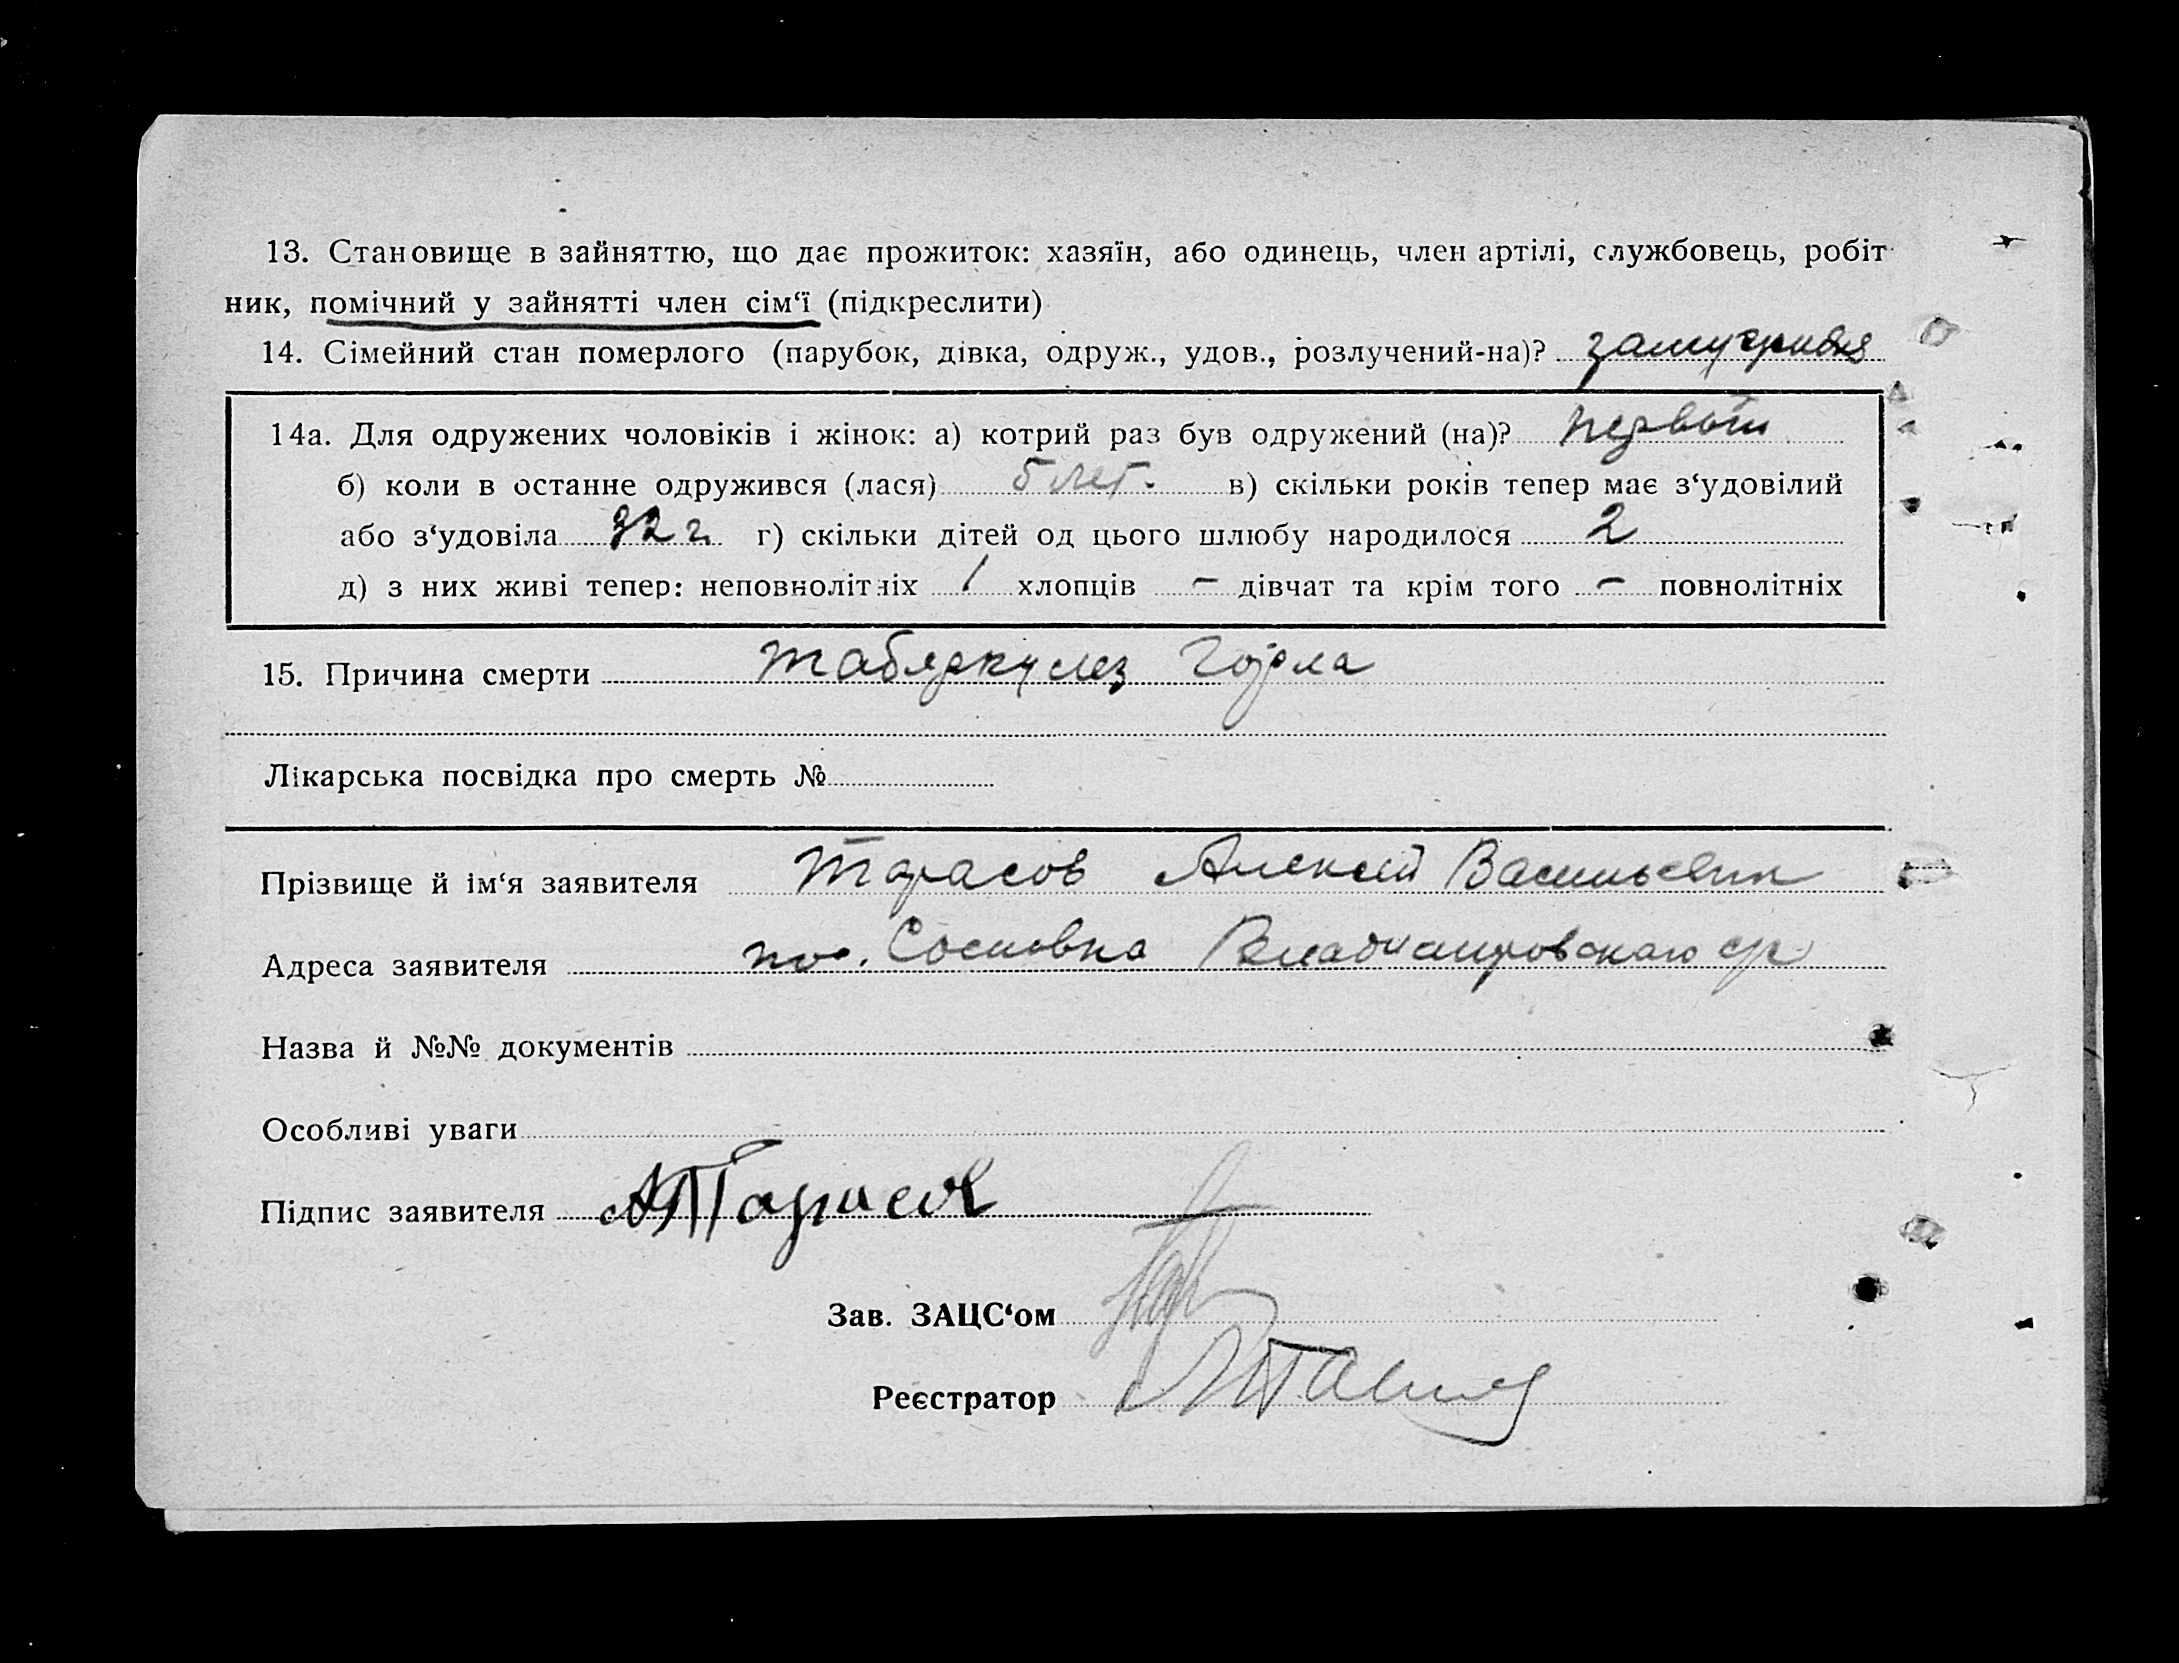 13. Становище в зайняттю, що дає прожиток: хазяїн, або одинець, член артілі, службовець, робіт
ник, помічний у зайнятті член сім‘ї (підкреслити)
14. Сімейний стан померлого (парубок, дівка, одруж., удов., розлучений-на)?
14а. Для одружених чоловіків і жінок: а) котрий раз був одружений (на)? первый
б) коли в останне одружився (лася) 5 лет. в) скільки років тепер має з‘удовілий
або з‘удовіла 32 г. г) скільки дітей од цього шлюбу народилося 2
д) з них живі тепер: неповнолітніх 1 хлопців – дівчат та крім того – повнолітніх
15. Причина смерти горла
Лікарська посвідка про смерть №
Прізвище й ім‘я заявителя Тарасов Алексей Васильевич
Адреса заявителя Сосновка Владимировскаго ср
Назва й №№ документів
Особливі уваги
Підпис заявителя АТарасов
Зав. ЗАЦС‘ом
Реєстратор